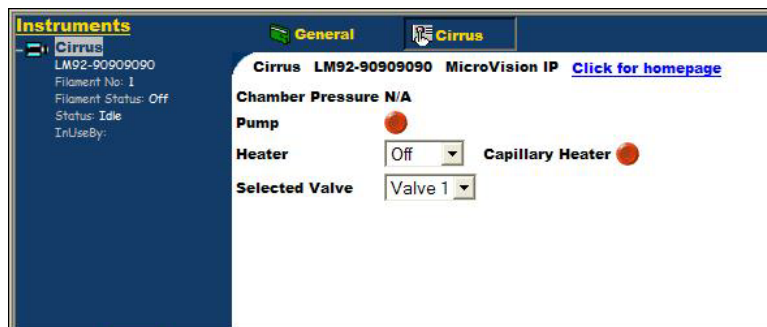 Instruments
Cirrus
LM92-90909090
Filament No: 1
Filament Status: Off
Status: Idle
InUseBy:
General
Cirrus
Cirrus LM92-90909090 MicroVision IP Click for homepage
Chamber Pressure N/A
Pump
Heater Off Capillary Heater
Selected Valve Valve 1